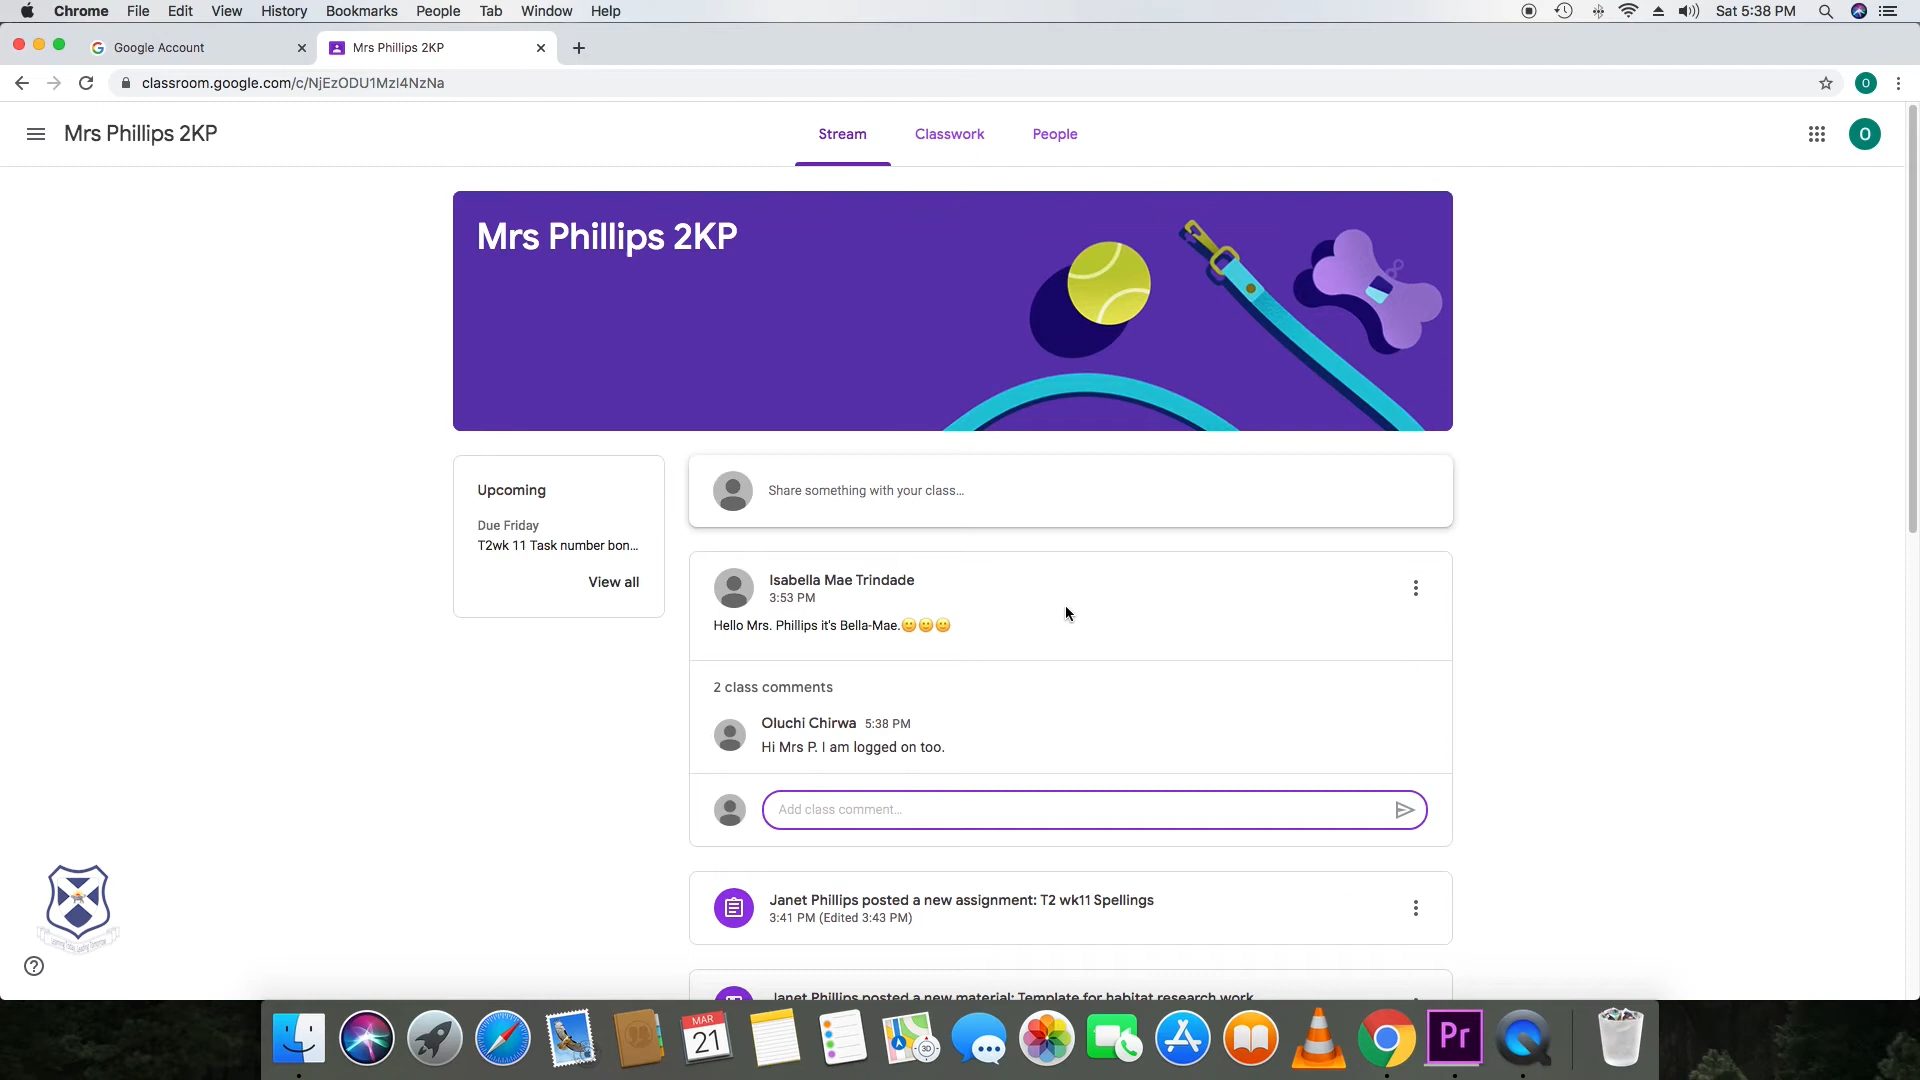 Chrome File Edit View History Bookmarks People Tab Window Help Sat 5:38 PM
Google Account Mrs Phillips 2KP
classroom.google.com/c/NjEzODU1MzI4NzNa O
Mrs Phillips 2KP Stream Classwork People O
Mrs Phillips 2KP
Upcoming
Due Friday
T2wk 11 Task number bon...
View all
Share something with your class...
Isabella Mae Trindade
3:53 PM
Hello Mrs. Phillips it's Bella-Mae.🙂🙂🙂
2 class comments
Oluchi Chirwa 5:38 PM
Hi Mrs P. I am logged on too.
Add class comment...
Janet Phillips posted a new assignment: T2 wk11 Spellings
3:41 PM (Edited 3:43 PM)
Janet Phillips posted a new material: Template for habitat research work
MAR
21
3D
Pr